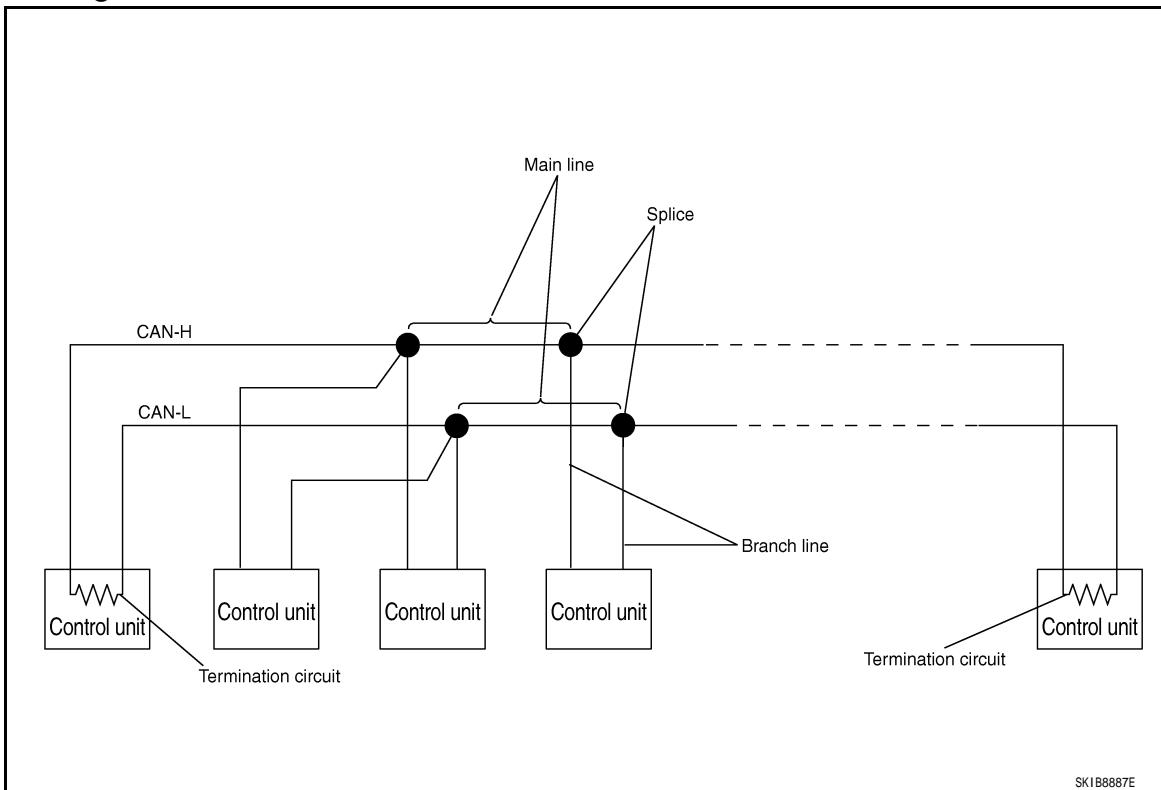 Main line
Splice
CAN-H
CAN-L
Branch line
Control unit
Control unit
Control unit
Control unit
Control unit
Termination circuit
Termination circuit
SKIB8887E